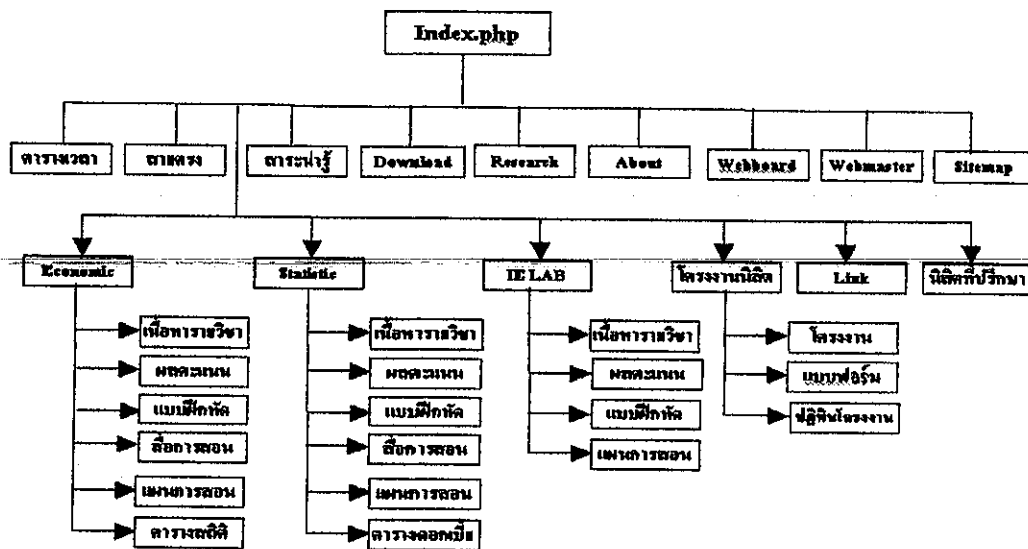 Index.php
ตารางเวลา
สายตรง
สาระน่ารู้
Download
Research
About
Webboard
Webmaster
Sitemap
Economic
Statistic
IE LAB
โครงงานนิสิต
Link
นิสิตที่ปรึกษา
เนื้อหารายวิชา
ผลคะแนน
แบบฝึกหัด
สื่อการสอน
แผนการสอน
ตารางสถิติ
เนื้อหารายวิชา
ผลคะแนน
แบบฝึกหัด
สื่อการสอน
แผนการสอน
ตารางดอกเบี้ย
เนื้อหารายวิชา
ผลคะแนน
แบบฝึกหัด
แผนการสอน
โครงงาน
แบบฟอร์ม
ปฏิทินโครงงาน